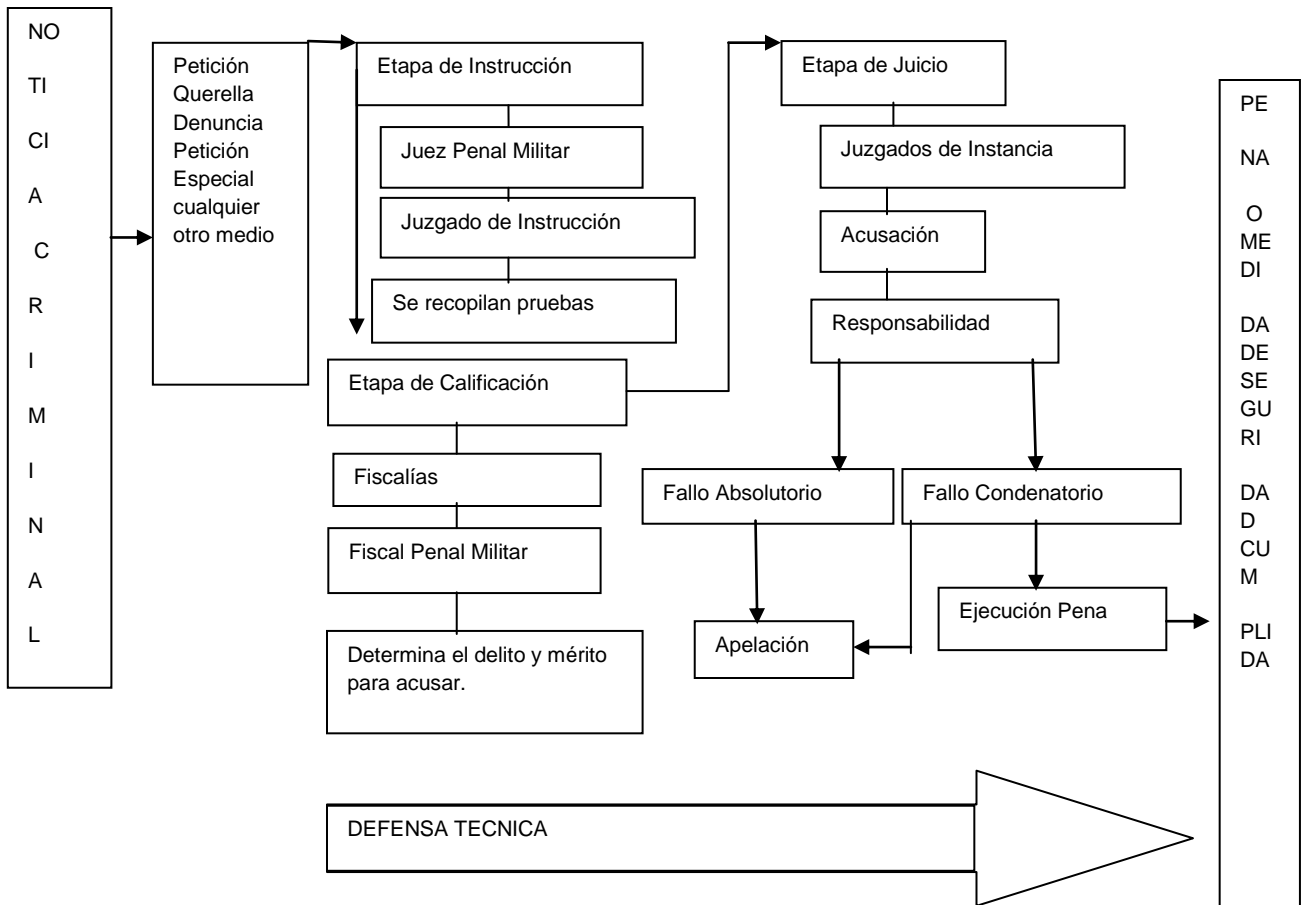 NO
TI
CI
A
C
R
I
M
I
N
A
L
Petición
Querella
Denuncia
Petición
Especial
cualquier
otro medio
Etapa de Instrucción
Juez Penal Militar
Juzgado de Instrucción
Se recopilan pruebas
Etapa de Calificación
Fiscalías
Fiscal Penal Militar
Determina el delito y mérito
para acusar.
Etapa de Juicio
Juzgados de Instancia
Acusación
Responsabilidad
Fallo Absolutorio
Fallo Condenatorio
Apelación
Ejecución Pena
PE
NA
O
ME
DI
DA
DE
SE
GU
RI
DA
D
CU
M
PLI
DA
DEFENSA TECNICA